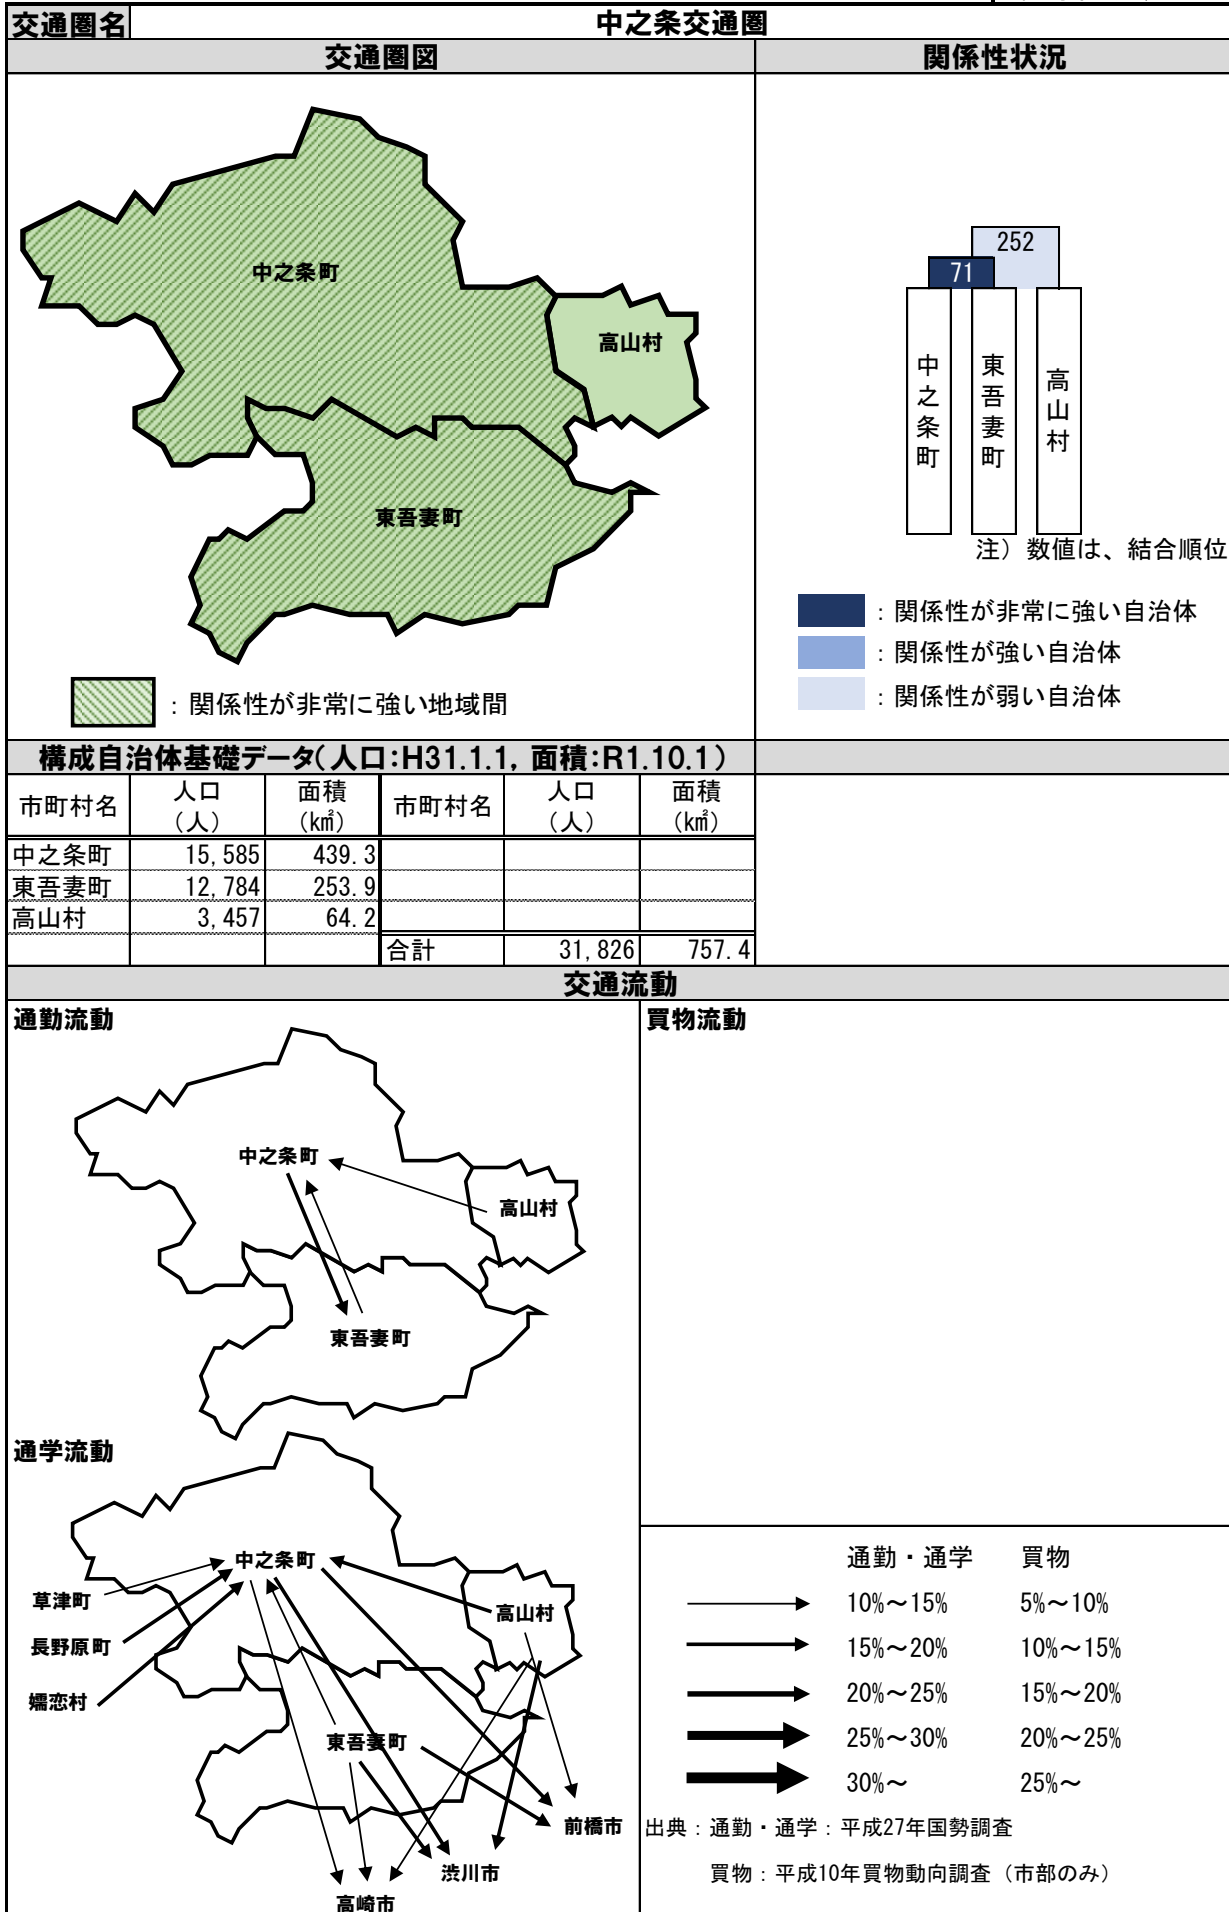 交通圏名
中之条交通圏
交通圏図
関係性状況
中之条町
高山村
東吾妻町
：関係性が非常に強い地域間
252
71
中之条町
東吾妻町
高山村
注）数値は、結合順位
：関係性が非常に強い自治体
：関係性が強い自治体
：関係性が弱い自治体
構成自治体基礎データ（人口：H31.1.1，面積：R1.10.1）
市町村名 人口（人） 面積（k㎡） 市町村名 人口（人） 面積（k㎡）
中之条町 15,585 439.3
東吾妻町 12,784 253.9
高山村 3,457 64.2
合計 31,826 757.4
交通流動
通勤流動
中之条町
高山村
東吾妻町
買物流動
通学流動
中之条町
草津町
高山村
長野原町
嬬恋村
東吾妻町
前橋市
渋川市
高崎市
通勤・通学 買物
10%～15% 5%～10%
15%～20% 10%～15%
20%～25% 15%～20%
25%～30% 20%～25%
30%～ 25%～
出典：通勤・通学：平成27年国勢調査
買物：平成10年買物動向調査（市部のみ）